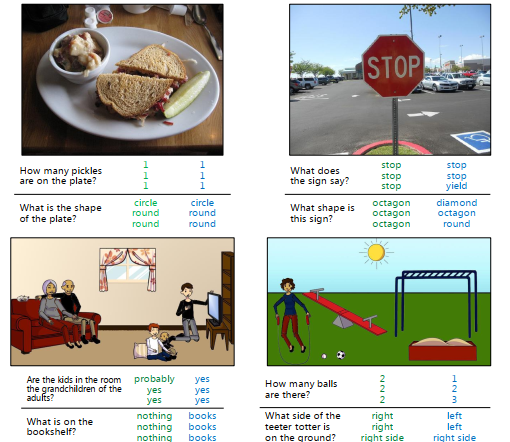 STOP
How many pickles 1 1
are on the plate? 1 1
1 1
What is the shape circle circle
of the plate? round round
round round
What does stop stop
the sign say? stop stop
stop yield
What shape is octagon diamond
this sign? octagon octagon
octagon round
Are the kids in the room probably yes
the grandchildren of the yes yes
adults? yes yes
What is on the nothing books
bookshelf? nothing books
nothing books
How many balls 2 1
are there? 2 2
2 3
What side of the right left
teeter totter is right left
on the ground? right side right side